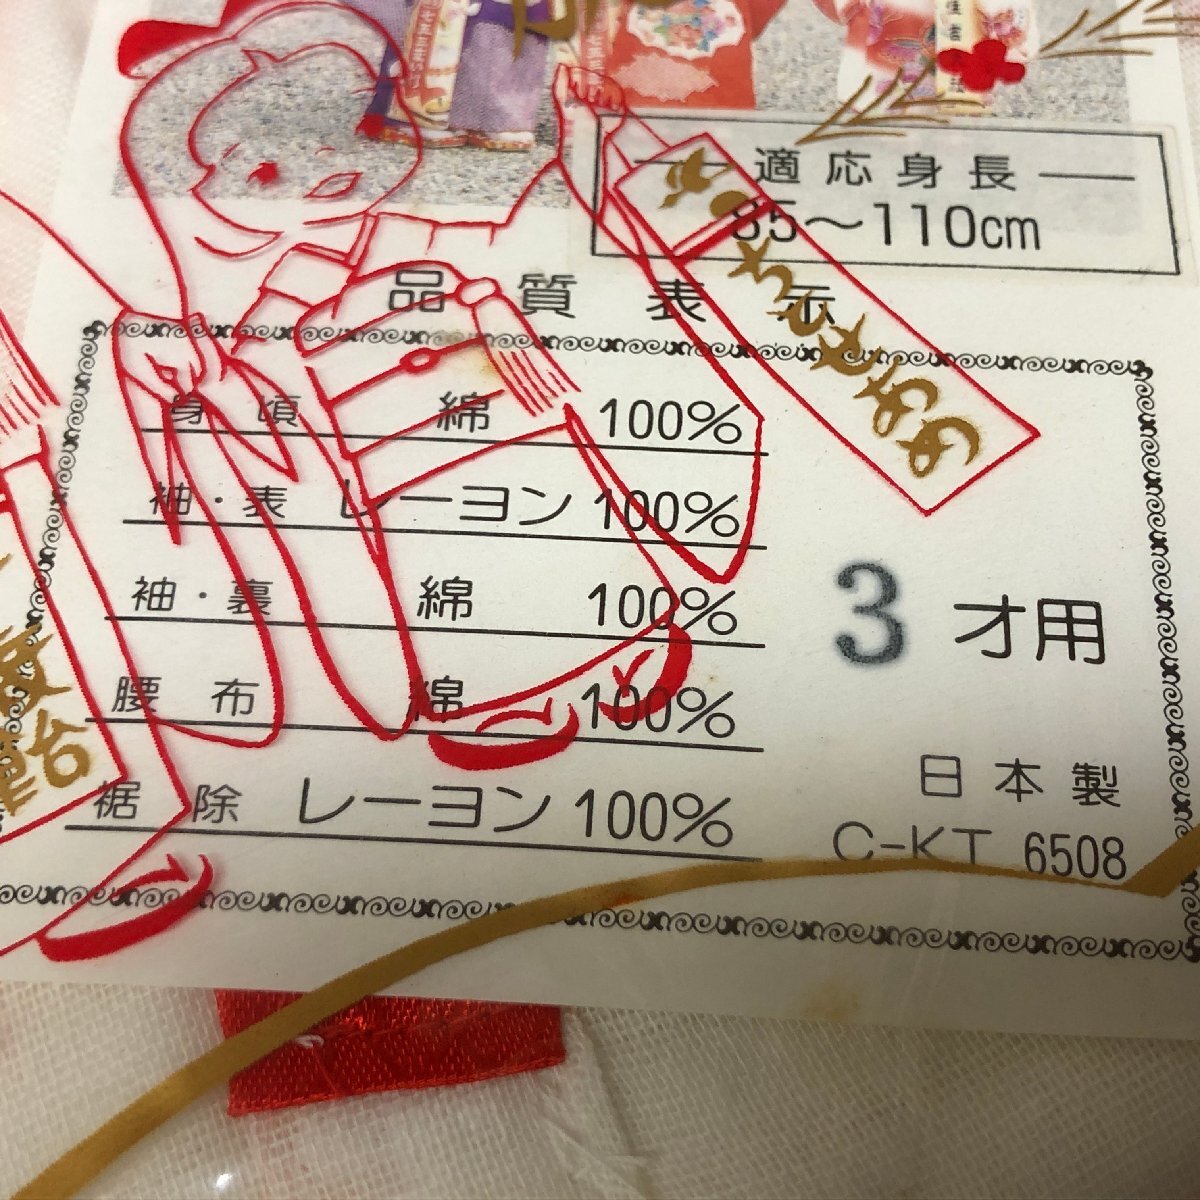 適応身長
85～110cm
品質表示
身頃 綿 100%
袖・表 レーヨン 100%
袖・裏 綿 100%
腰布 綿 100%
裾除 レーヨン 100%
3才用
日本製
C-KT 6508